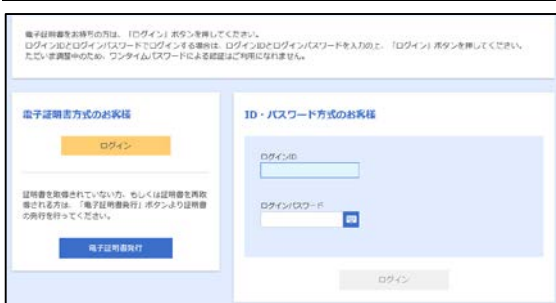 電子証明書をお持ちの方は、「ログイン」ボタンを押してください。
ログインIDとログインパスワードでログインする場合は、ログインIDとログインパスワードを入力の上、「ログイン」ボタンを押してください。
ただいま調整中のため、ワンタイムパスワードによる認証はご利用になれません。
電子証明書方式のお客様
ログイン
証明書を取得されていない方、もしくは証明書を再取
得される方は、「電子証明書発行」ボタンより証明書
の発行を行ってください。
電子証明書発行
ID・パスワード方式のお客様
ログインID
ログインパスワード
ログイン